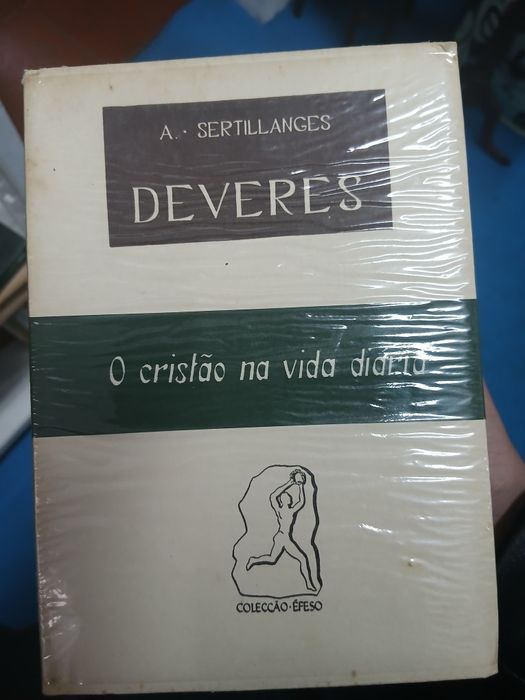 A. SERTILLANGES
DEVERES
O cristão na vida diária
COLECÇÃO · ÉFESO